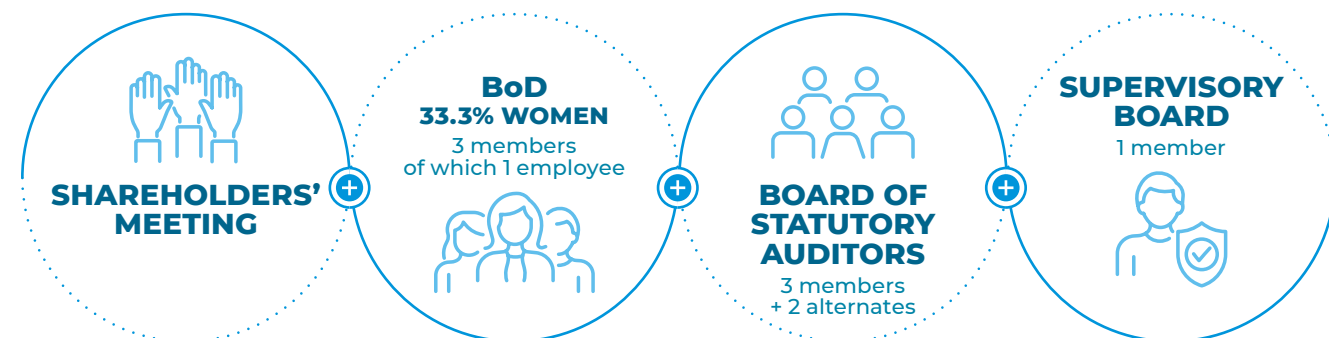 SHAREHOLDERS’
MEETING
BoD
33.3% WOMEN
3 members
of which 1 employee
BOARD OF
STATUTORY
AUDITORS
3 members
+ 2 alternates
SUPERVISORY
BOARD
1 member